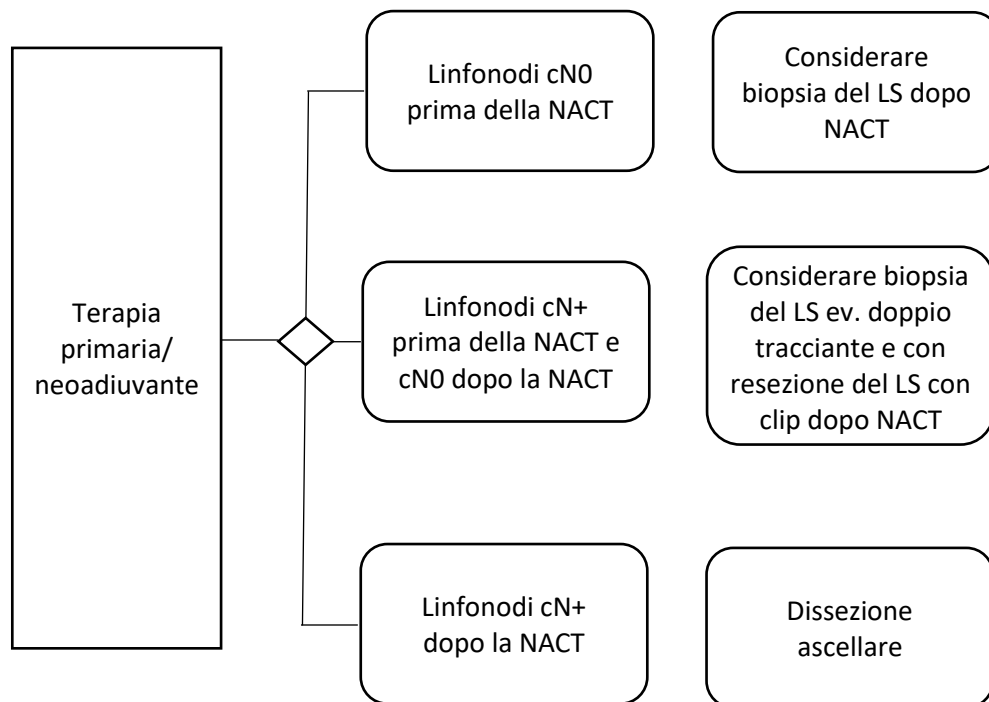 Terapia
primaria/
neoadiuvante
Linfonodi cN0
prima della NACT
Considerare
biopsia del LS dopo
NACT
Linfonodi cN+
prima della NACT e
cN0 dopo la NACT
Considerare biopsia
del LS ev. doppio
tracciante e con
resezione del LS con
clip dopo NACT
Linfonodi cN+
dopo la NACT
Dissezione
ascellare